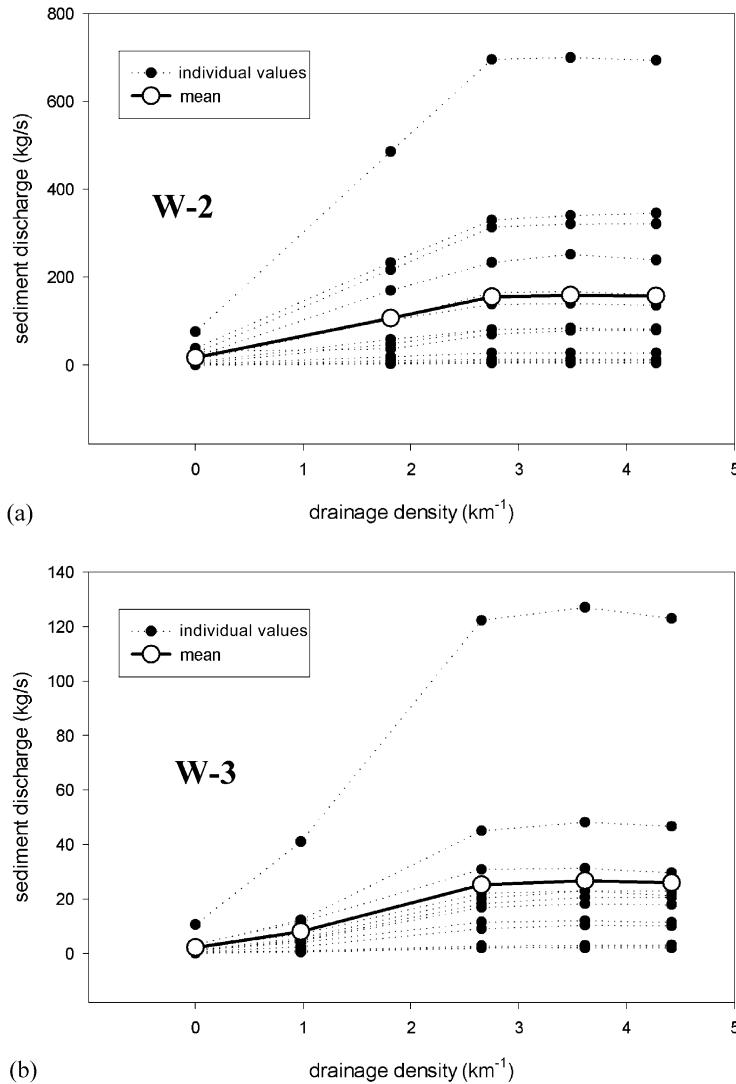 800
600
400
200
0
sediment discharge (kg/s)
individual values
mean
W-2
0 1 2 3 4 5
drainage density (km⁻¹)
(a)
140
120
100
80
60
40
20
0
sediment discharge (kg/s)
individual values
mean
W-3
0 1 2 3 4 5
drainage density (km⁻¹)
(b)